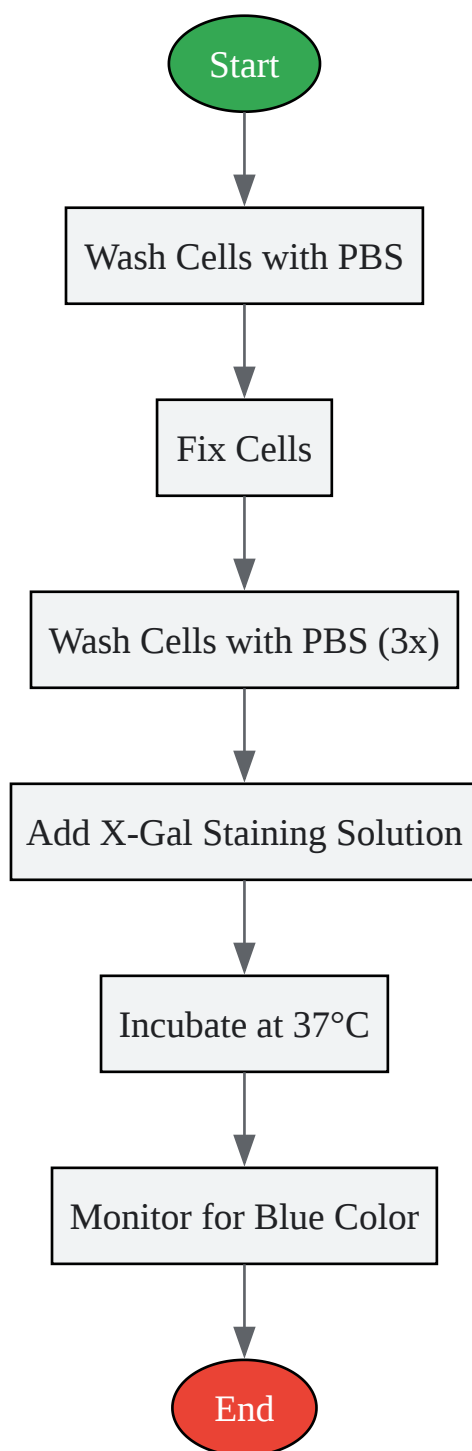 Start
Wash Cells with PBS
Fix Cells
Wash Cells with PBS (3x)
Add X-Gal Staining Solution
Incubate at 37°C
Monitor for Blue Color
End